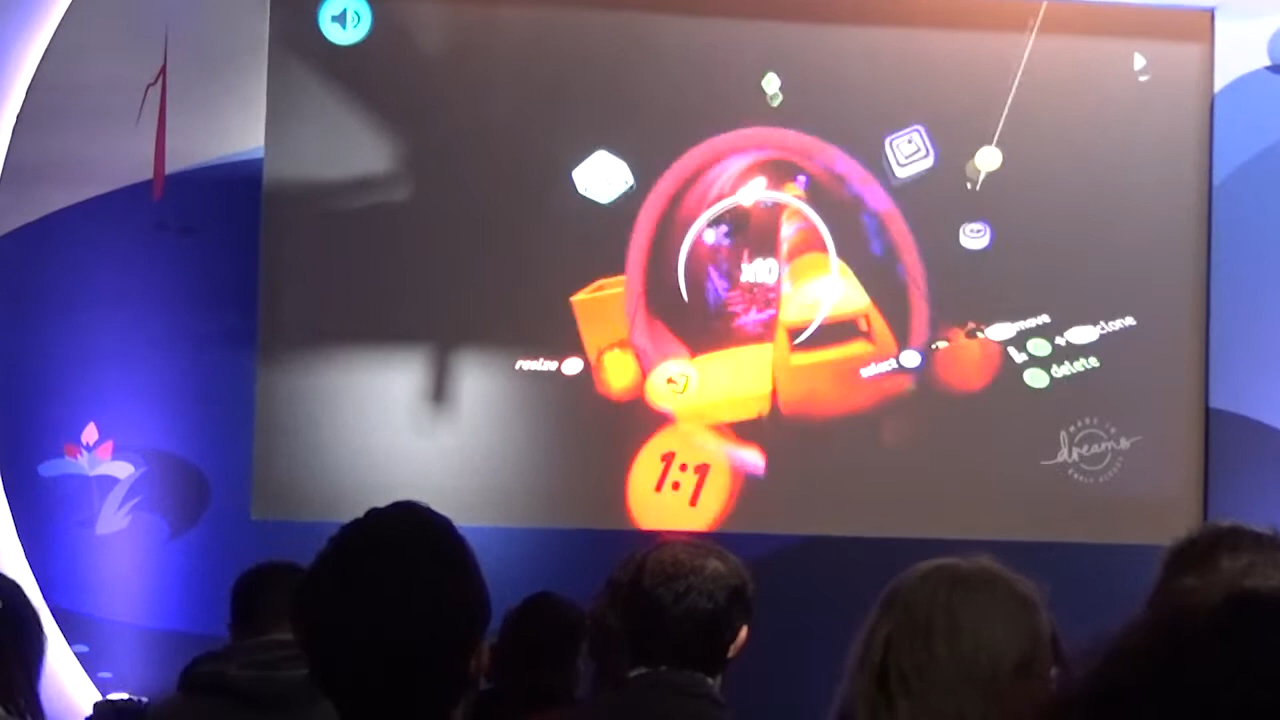 x10
resize
select
move
+ clone
delete
1:1
MADE IN
dreams
EARLY ACCESS